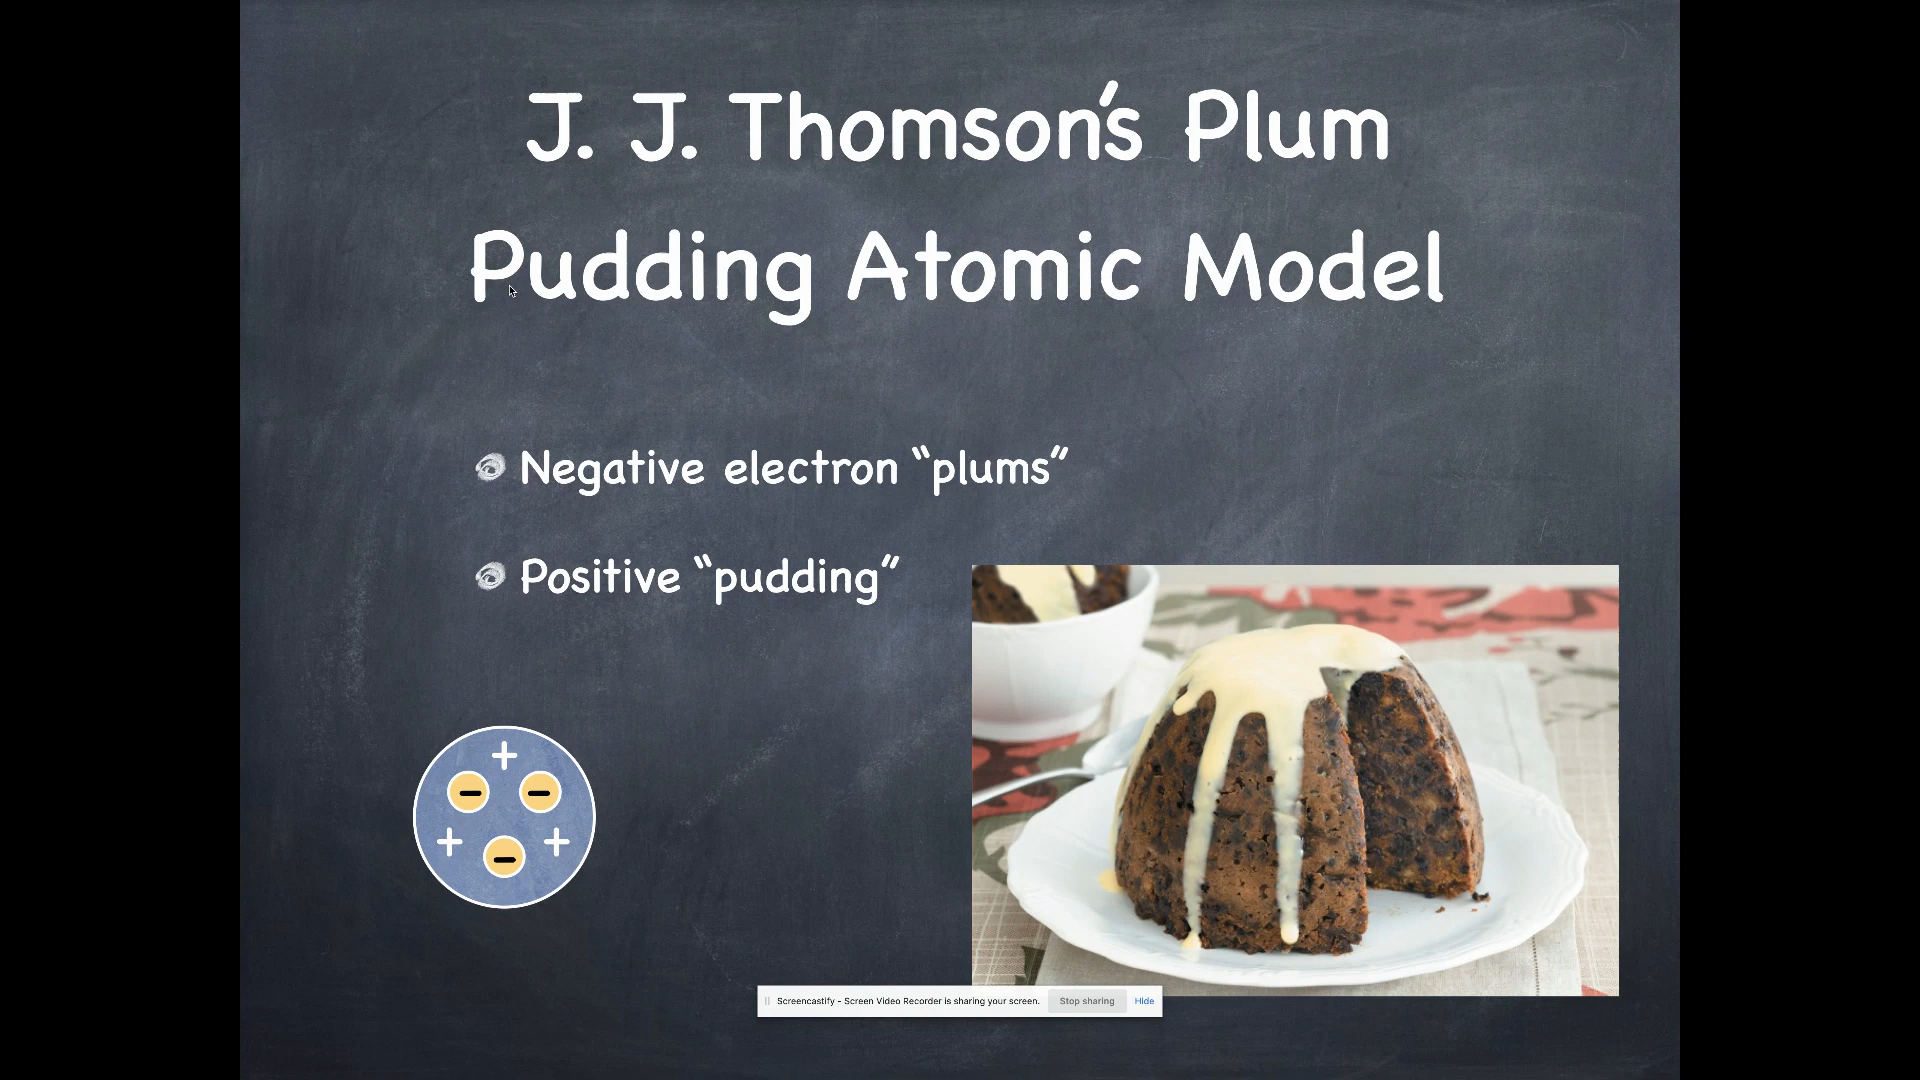 J. J. Thomson's Plum
Pudding Atomic Model
Negative electron “plums”
Positive “pudding”
+
– –
+ +
–
Screencastify - Screen Video Recorder is sharing your screen. Stop sharing Hide